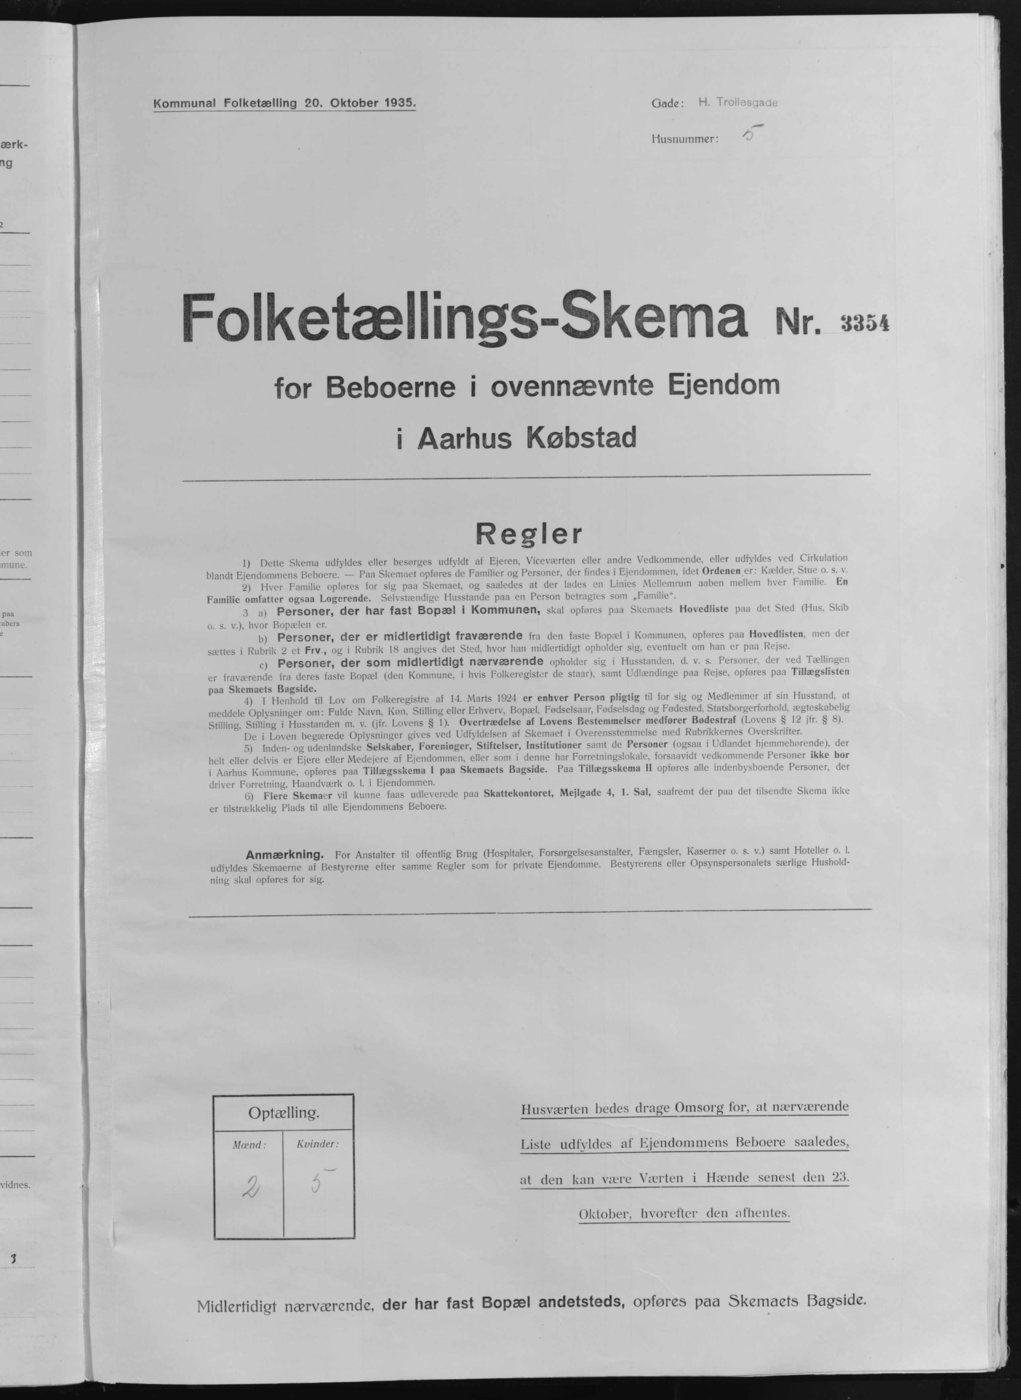 Kommunal Folketælling 20. Oktober 1935.
Gade: H. Trollesgade
Husnummer: 5
Folketællings-Skema Nr. 3354
for Beboerne i ovennævnte Ejendom
i Aarhus Købstad
Regler
1) Dette Skema udfyldes eller besørges udfyldt af Ejeren, Viceværten eller andre Vedkommende, eller udfyldes ved Cirkulation
blandt Ejendommens Beboere. — Paa Skemaet opføres de Familier og Personer, der findes i Ejendommen, idet Ordenen er: Kælder, Stue o. s. v.
2) Hver Familie opføres for sig paa Skemaet, og saaledes at der lades en Linies Mellemrum aaben mellem hver Familie. En
Familie omfatter ogsaa Logerende. Selvstændige Husstande paa en Person betragtes som „Familie“.
3 a) Personer, der har fast Bopæl i Kommunen, skal opføres paa Skemaets Hovedliste paa det Sted (Hus, Skib
o. s. v.), hvor Bopælen er.
b) Personer, der er midlertidigt fraværende fra den faste Bopæl i Kommunen, opføres paa Hovedlisten, men der
sættes i Rubrik 2 et Frv., og i Rubrik 18 angives det Sted, hvor han midlertidigt opholder sig, eventuelt om han er paa Rejse.
c) Personer, der som midlertidigt nærværende opholder sig i Husstanden, d. v. s. Personer, der ved Tællingen
er fraværende fra deres faste Bopæl (den Kommune, i hvis Folkeregister de staar), samt Udlændinge paa Rejse, opføres paa Tillægslisten
paa Skemaets Bagside.
4) I Henhold til Lov om Folkeregistre af 14. Marts 1924 er enhver Person pligtig til for sig og Medlemmer af sin Husstand, at
meddele Oplysninger om: Fulde Navn, Køn, Stilling eller Erhverv, Bopæl, Fødselsaar, Fødselsdag og Fødested, Statsborgerforhold, ægteskabelig
Stilling, Stilling i Husstanden m. v. (jfr. Lovens § 1). Overtrædelse af Lovens Bestemmelser medfører Bødestraf (Lovens § 12 jfr. § 8).
De i Loven begærede Oplysninger gives ved Udfyldelsen af Skemaet i Overensstemmelse med Rubrikkernes Overskrifter.
5) Inden- og udenlandske Selskaber, Foreninger, Stiftelser, Institutioner samt de Personer (ogsaa i Udlandet hjemmehørende), der
helt eller delvis er Ejere eller Medejere af Ejendommen, eller som i denne har Forretningslokale, forsaavidt vedkommende Personer ikke bor
i Aarhus Kommune, opføres paa Tillægsskema I paa Skemaets Bagside. Paa Tillægsskema II opføres alle indenbysboende Personer, der
driver Forretning, Haandværk o. l. i Ejendommen.
6) Flere Skemaer vil kunne faas udleverede paa Skattekontoret, Mejlgade 4, 1. Sal, saafremt der paa det tilsendte Skema ikke
er tilstrækkelig Plads til alle Ejendommens Beboere.
Anmærkning. For Anstalter til offentlig Brug (Hospitaler, Forsørgelsesanstalter, Fængsler, Kaserner o. s. v.) samt Hoteller o. l.
udfyldes Skemaerne af Bestyrerne efter samme Regler som for private Ejendomme. Bestyrerens eller Opsynspersonalets særlige Hushold-
ning skal opføres for sig.
Optælling.
Mænd: Kvinder:
2 5
Husværten bedes drage Omsorg for, at nærværende
Liste udfyldes af Ejendommens Beboere saaledes,
at den kan være Værten i Hænde senest den 23.
Oktober, hvorefter den afhentes.
Midlertidigt nærværende, der har fast Bopæl andetsteds, opføres paa Skemaets Bagside.
ærk-
ng
er som
mune.
paa
vidnes.